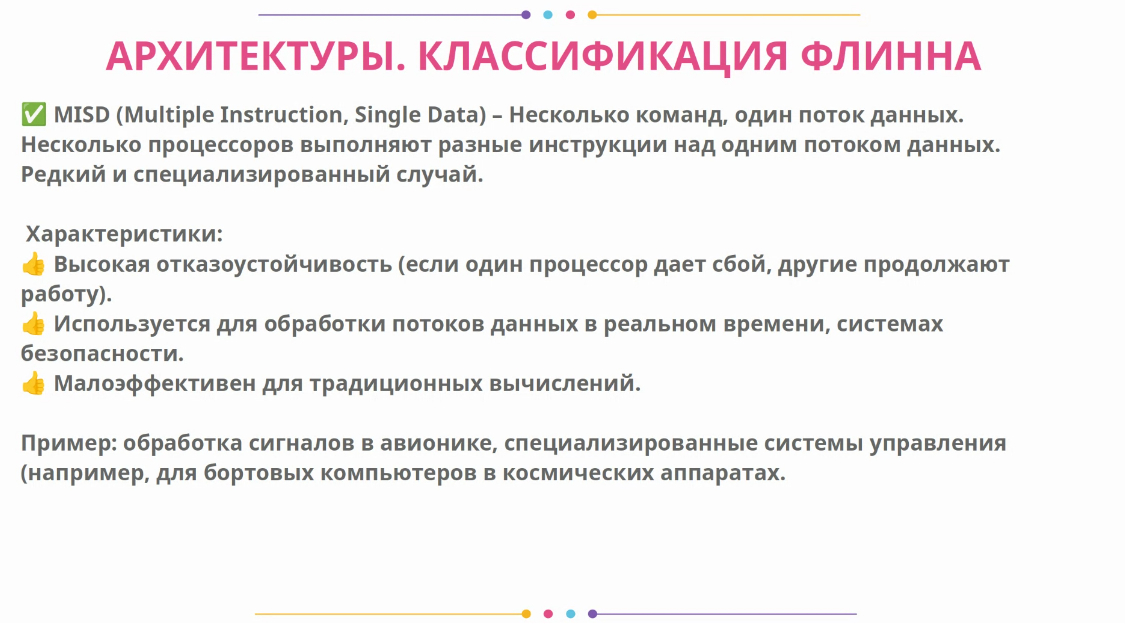 АРХИТЕКТУРЫ. КЛАССИФИКАЦИЯ ФЛИННА
✅ MISD (Multiple Instruction, Single Data) – Несколько команд, один поток данных.
Несколько процессоров выполняют разные инструкции над одним потоком данных.
Редкий и специализированный случай.
Характеристики:
👍 Высокая отказоустойчивость (если один процессор дает сбой, другие продолжают
работу).
👍 Используется для обработки потоков данных в реальном времени, системах
безопасности.
👍 Малоэффективен для традиционных вычислений.
Пример: обработка сигналов в авионике, специализированные системы управления
(например, для бортовых компьютеров в космических аппаратах.